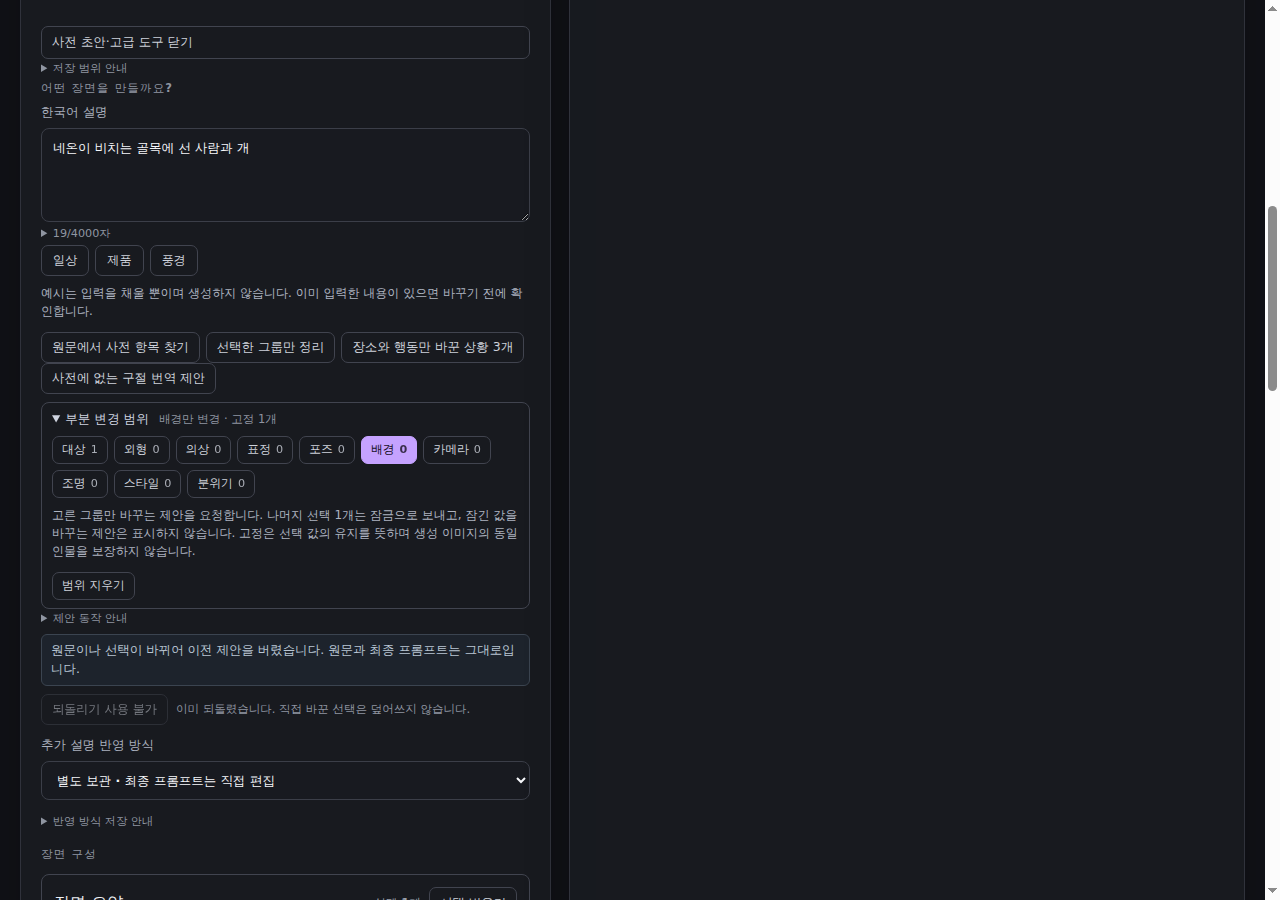 사전 초안·고급 도구 닫기
▶ 저장 범위 안내
어떤 장면을 만들까요?
한국어 설명
네온이 비치는 골목에 선 사람과 개
▶ 19/4000자
일상 제품 풍경
예시는 입력을 채울 뿐이며 생성하지 않습니다. 이미 입력한 내용이 있으면 바꾸기 전에 확
인합니다.
원문에서 사전 항목 찾기 선택한 그룹만 정리 장소와 행동만 바꾼 상황 3개
사전에 없는 구절 번역 제안
▼ 부분 변경 범위 배경만 변경 · 고정 1개
대상 1 외형 0 의상 0 표정 0 포즈 0 배경 0 카메라 0
조명 0 스타일 0 분위기 0
고른 그룹만 바꾸는 제안을 요청합니다. 나머지 선택 1개는 잠금으로 보내고, 잠긴 값을
바꾸는 제안은 표시하지 않습니다. 고정은 선택 값의 유지를 뜻하며 생성 이미지의 동일
인물을 보장하지 않습니다.
범위 지우기
▶ 제안 동작 안내
원문이나 선택이 바뀌어 이전 제안을 버렸습니다. 원문과 최종 프롬프트는 그대로입
니다.
되돌리기 사용 불가 이미 되돌렸습니다. 직접 바꾼 선택은 덮어쓰지 않습니다.
추가 설명 반영 방식
별도 보관 · 최종 프롬프트는 직접 편집
▶ 반영 방식 저장 안내
장면 구성